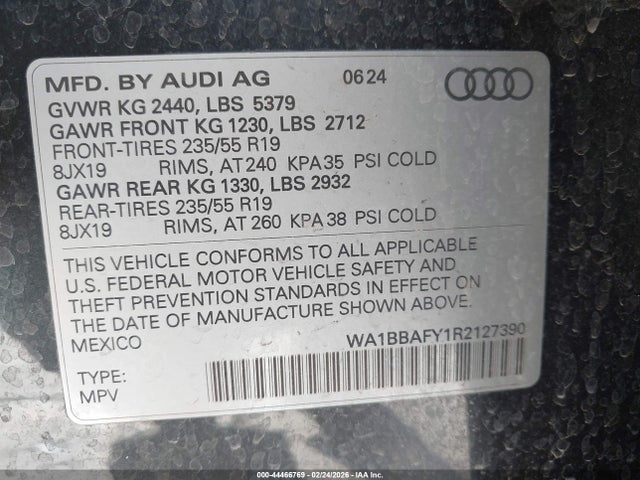 MFD. BY AUDI AG 0624
GVWR KG 2440, LBS 5379
GAWR FRONT KG 1230, LBS 2712
FRONT-TIRES 235/55 R19
8JX19 RIMS, AT 240 KPA 35 PSI COLD
GAWR REAR KG 1330, LBS 2932
REAR-TIRES 235/55 R19
8JX19 RIMS, AT 260 KPA 38 PSI COLD
THIS VEHICLE CONFORMS TO ALL APPLICABLE
U.S. FEDERAL MOTOR VEHICLE SAFETY AND
THEFT PREVENTION STANDARDS IN EFFECT ON
THE DATE OF MANUFACTURE SHOWN ABOVE.
MEXICO WA1BBAFY1R2127390
TYPE:
MPV
000-44466769 - 02/24/2026 - IAA Inc.